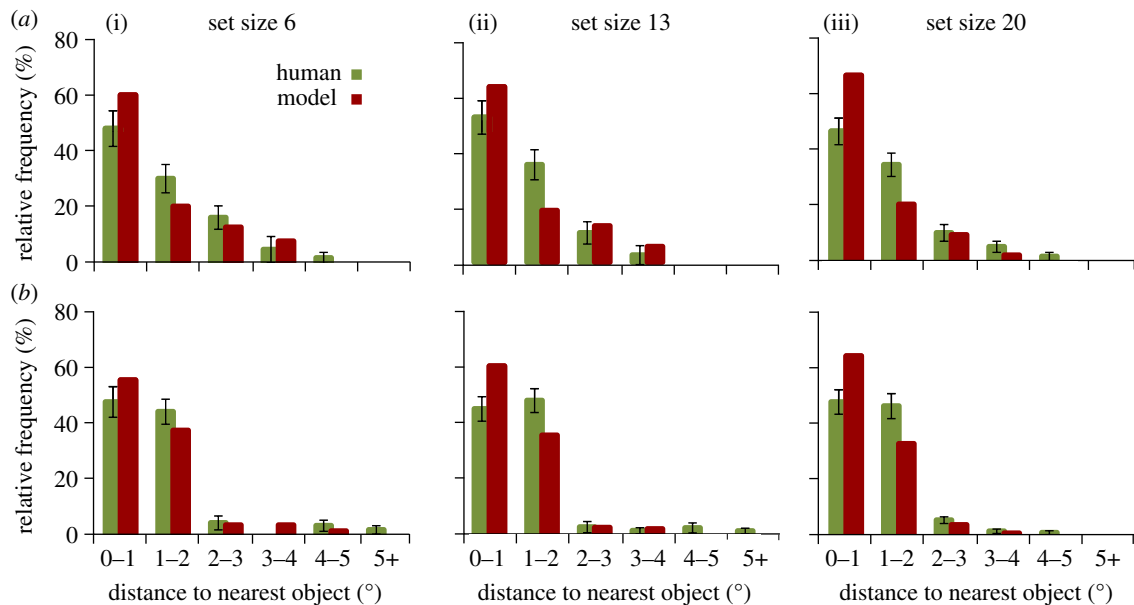 (a) (i) set size 6 (ii) set size 13 (iii) set size 20
80
60
40
20
0
relative frequency (%)
human
model
(b)
80
60
40
20
0
relative frequency (%)
0–1 1–2 2–3 3–4 4–5 5+ 0–1 1–2 2–3 3–4 4–5 5+ 0–1 1–2 2–3 3–4 4–5 5+
distance to nearest object (°) distance to nearest object (°) distance to nearest object (°)